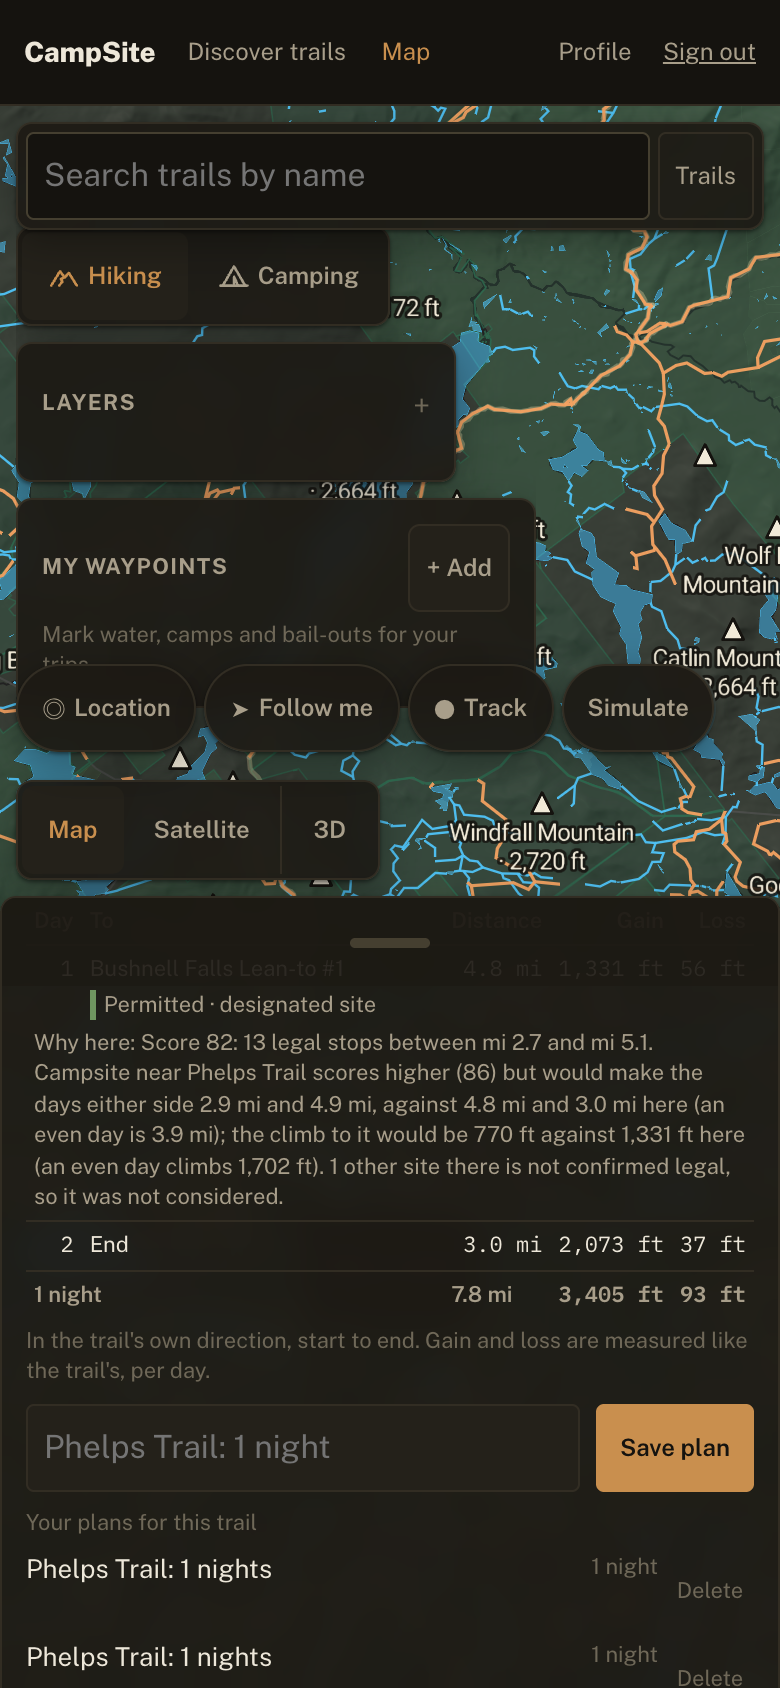 CampSite Discover trails Map Profile Sign out
Search trails by name Trails
Hiking Camping
72 ft
LAYERS +
2,664 ft
MY WAYPOINTS + Add
ft
Wolf
Mountain
Mark water, camps and bail-outs for your
trips.
ft
Catlin Mount
,664 ft
Location Follow me Track Simulate
Map Satellite 3D
Windfall Mountain
2,720 ft
Goo
Day To Distance Gain Loss
1 Bushnell Falls Lean-to #1 4.8 mi 1,331 ft 56 ft
Permitted · designated site
Why here: Score 82: 13 legal stops between mi 2.7 and mi 5.1.
Campsite near Phelps Trail scores higher (86) but would make the
days either side 2.9 mi and 4.9 mi, against 4.8 mi and 3.0 mi here (an
even day is 3.9 mi); the climb to it would be 770 ft against 1,331 ft here
(an even day climbs 1,702 ft). 1 other site there is not confirmed legal,
so it was not considered.
2 End 3.0 mi 2,073 ft 37 ft
1 night 7.8 mi 3,405 ft 93 ft
In the trail's own direction, start to end. Gain and loss are measured like
the trail's, per day.
Phelps Trail: 1 night Save plan
Your plans for this trail
Phelps Trail: 1 nights 1 night
Delete
Phelps Trail: 1 nights 1 night
Delete